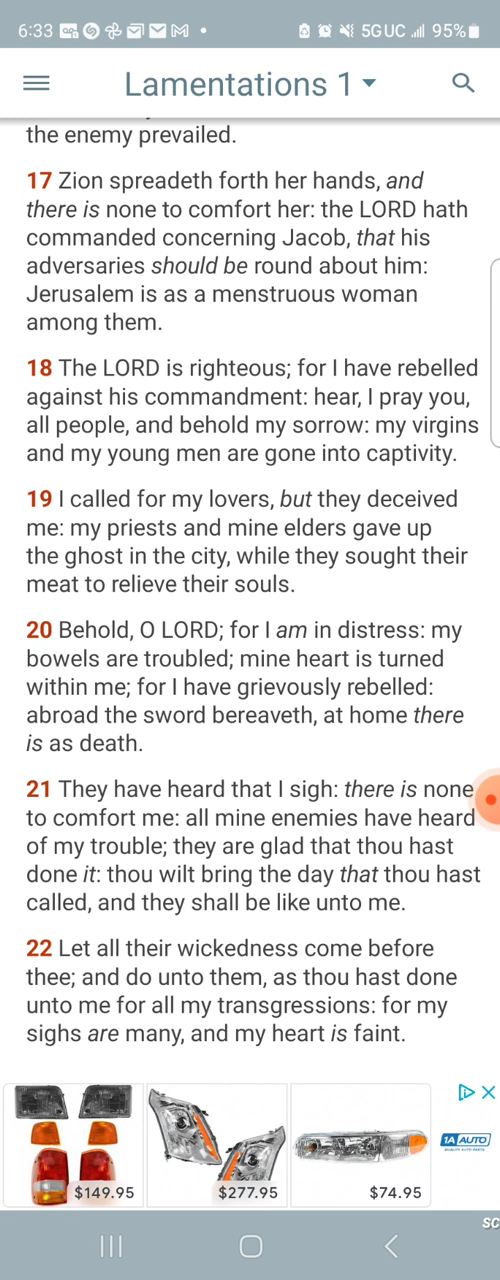 6:33 5GUC 95%
Lamentations 1
the enemy prevailed.
17 Zion spreadeth forth her hands, and
there is none to comfort her: the LORD hath
commanded concerning Jacob, that his
adversaries should be round about him:
Jerusalem is as a menstruous woman
among them.
18 The LORD is righteous; for I have rebelled
against his commandment: hear, I pray you,
all people, and behold my sorrow: my virgins
and my young men are gone into captivity.
19 I called for my lovers, but they deceived
me: my priests and mine elders gave up
the ghost in the city, while they sought their
meat to relieve their souls.
20 Behold, O LORD; for I am in distress: my
bowels are troubled; mine heart is turned
within me; for I have grievously rebelled:
abroad the sword bereaveth, at home there
is as death.
21 They have heard that I sigh: there is none
to comfort me: all mine enemies have heard
of my trouble; they are glad that thou hast
done it: thou wilt bring the day that thou hast
called, and they shall be like unto me.
22 Let all their wickedness come before
thee; and do unto them, as thou hast done
unto me for all my transgressions: for my
sighs are many, and my heart is faint.
$149.95 $277.95 $74.95
1A AUTO
QUALITY AUTO PARTS
SC